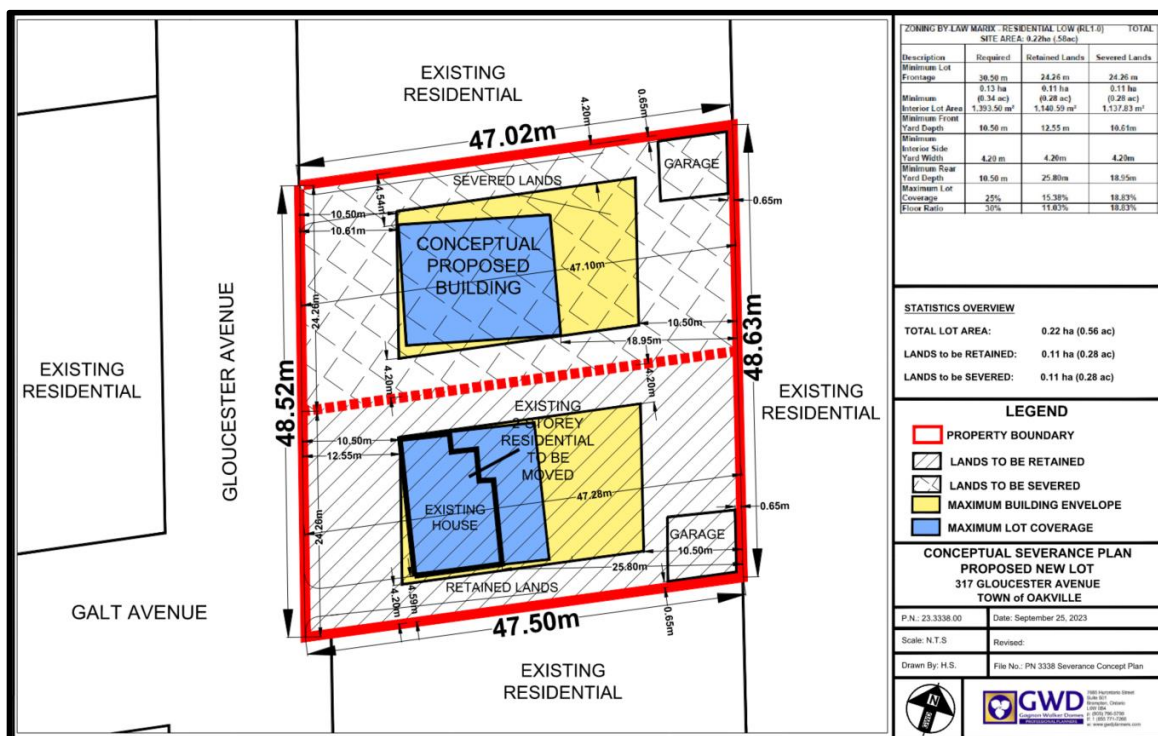 EXISTING
RESIDENTIAL
47.02m
4.20m
0.65m
GARAGE
SEVERED LANDS
4.54m
10.50m
10.61m
0.65m
CONCEPTUAL
PROPOSED
BUILDING
47.10m
24.26m
10.50m
18.95m
48.63m
48.52m
GLOUCESTER AVENUE
EXISTING
RESIDENTIAL
4.20m
4.20m
EXISTING
RESIDENTIAL
EXISTING
2 STOREY
RESIDENTIAL
TO BE
MOVED
10.50m
12.55m
47.28m
24.26m
EXISTING
HOUSE
0.65m
GARAGE
10.50m
25.80m
RETAINED LANDS
4.20m
4.59m
47.50m
0.65m
GALT AVENUE
EXISTING
RESIDENTIAL
ZONING BY-LAW MARIX - RESIDENTIAL LOW (RL1.0) TOTAL
SITE AREA: 0.22ha (.58ac)
Description Required Retained Lands Severed Lands
Minimum Lot
Frontage 30.50 m 24.26 m 24.26 m
0.13 ha 0.11 ha 0.11 ha
Minimum (0.34 ac) (0.28 ac) (0.28 ac)
Interior Lot Area 1,393.50 m² 1,140.59 m² 1,137.83 m²
Minimum Front
Yard Depth 10.50 m 12.55 m 10.61m
Minimum
Interior Side
Yard Width 4.20 m 4.20m 4.20m
Minimum Rear
Yard Depth 10.50 m 25.80m 18.95m
Maximum Lot
Coverage 25% 15.38% 18.83%
Floor Ratio 30% 11.03% 18.83%
STATISTICS OVERVIEW
TOTAL LOT AREA: 0.22 ha (0.56 ac)
LANDS to be RETAINED: 0.11 ha (0.28 ac)
LANDS to be SEVERED: 0.11 ha (0.28 ac)
LEGEND
PROPERTY BOUNDARY
LANDS TO BE RETAINED
LANDS TO BE SEVERED
MAXIMUM BUILDING ENVELOPE
MAXIMUM LOT COVERAGE
CONCEPTUAL SEVERANCE PLAN
PROPOSED NEW LOT
317 GLOUCESTER AVENUE
TOWN of OAKVILLE
P.N.: 23.3338.00 Date: September 25, 2023
Scale: N.T.S Revised:
Drawn By: H.S. File No.: PN 3338 Severance Concept Plan
N
GWD
Gagnon Walker Domes
PROFESSIONAL PLANNERS
Suite 501
Brampton, Ontario